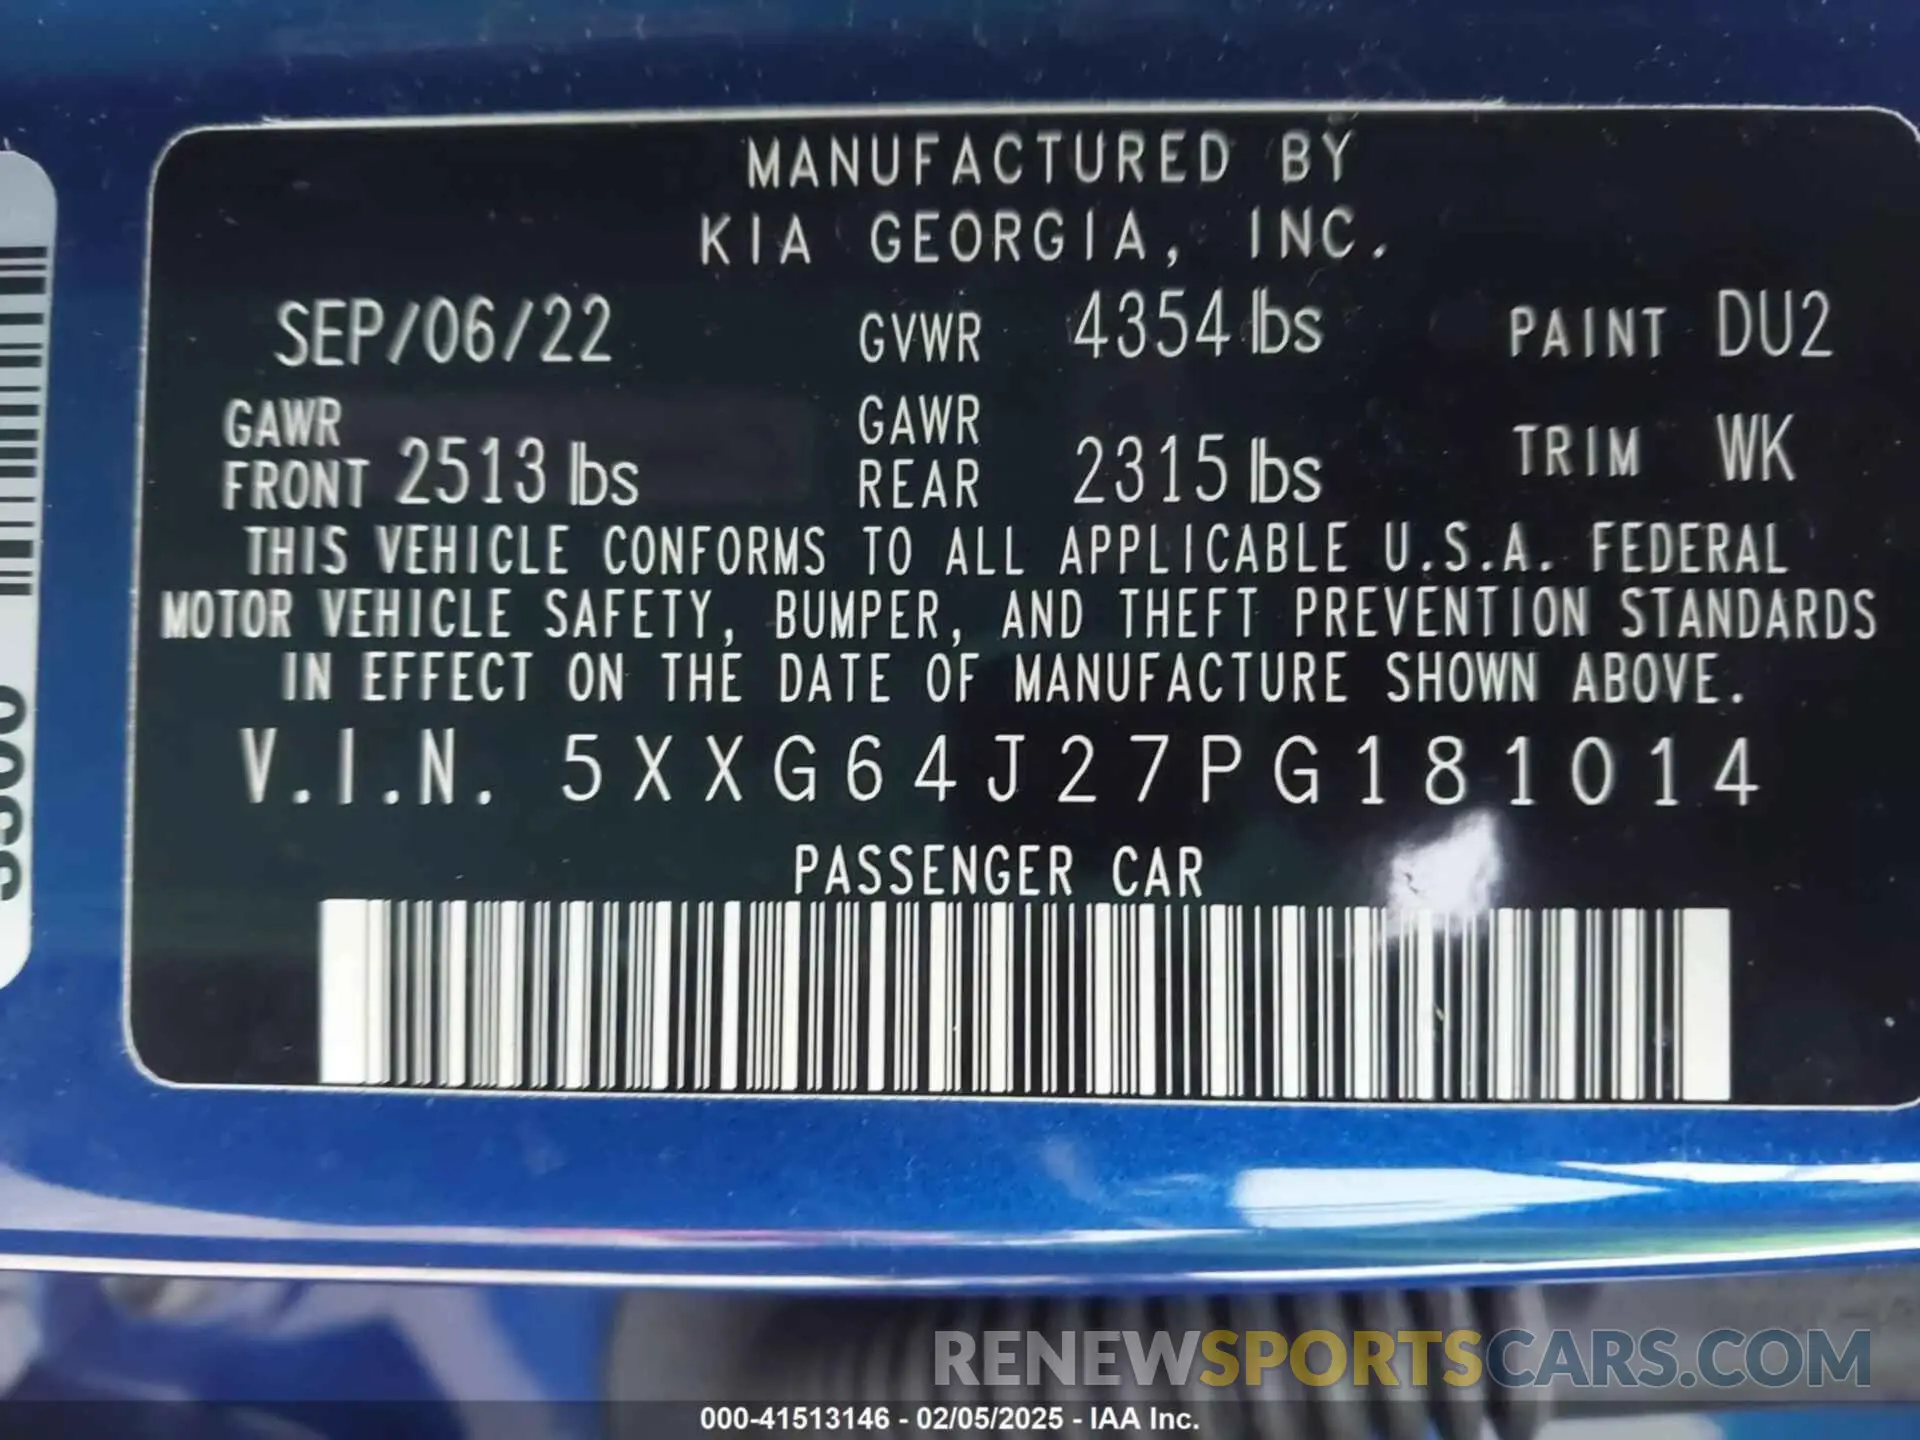 MANUFACTURED BY
KIA GEORGIA, INC.
SEP/06/22 GVWR 4354 lbs PAINT DU2
GAWR FRONT 2513 lbs GAWR REAR 2315 lbs TRIM WK
THIS VEHICLE CONFORMS TO ALL APPLICABLE U.S.A. FEDERAL
MOTOR VEHICLE SAFETY, BUMPER, AND THEFT PREVENTION STANDARDS
IN EFFECT ON THE DATE OF MANUFACTURE SHOWN ABOVE.
V.I.N. 5XXG64J27PG181014
PASSENGER CAR
RENEWSPORTSCARS.COM
000-41513146 - 02/05/2025 - IAA Inc.